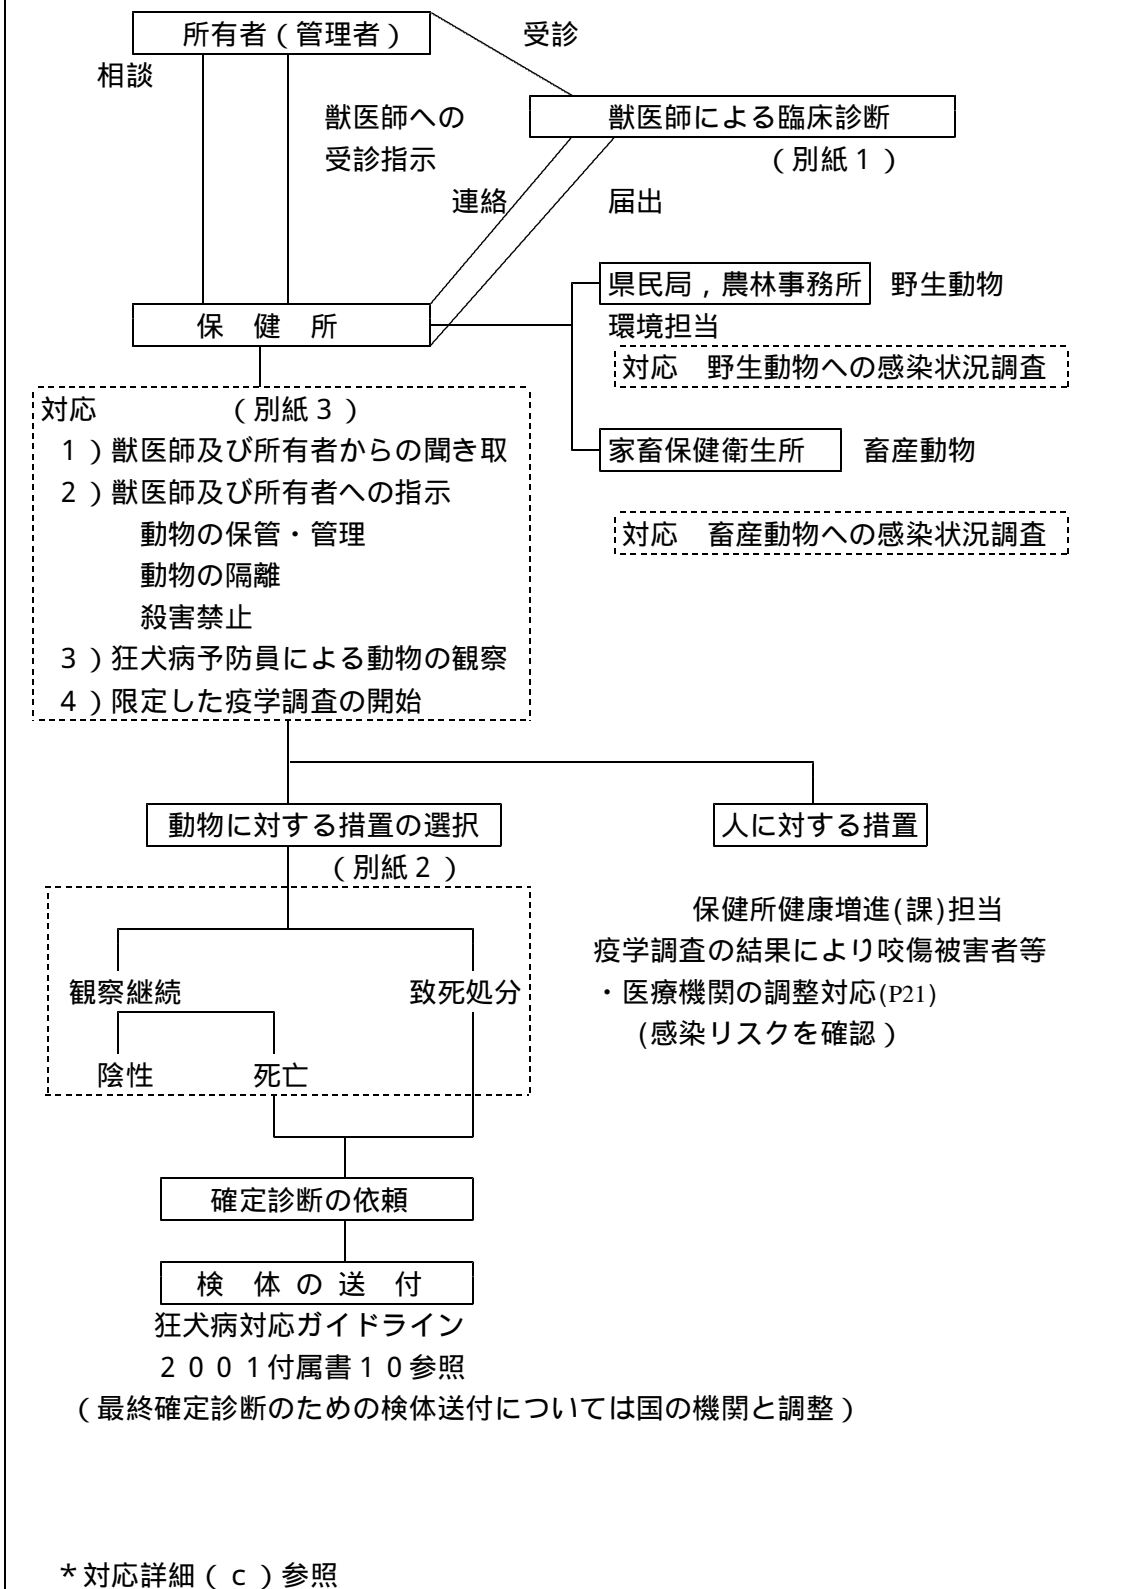 所有者（管理者）
受診
相談
獣医師への
受診指示
獣医師による臨床診断
（別紙１）
連絡
届出
県民局，農林事務所 野生動物
環境担当
対応　野生動物への感染状況調査
保　健　所
家畜保健衛生所 畜産動物
対応　畜産動物への感染状況調査
対応 （別紙３）
１）獣医師及び所有者からの聞き取
２）獣医師及び所有者への指示
動物の保管・管理
動物の隔離
殺害禁止
３）狂犬病予防員による動物の観察
４）限定した疫学調査の開始
動物に対する措置の選択
（別紙２）
人に対する措置
保健所健康増進(課)担当
疫学調査の結果により咬傷被害者等
・医療機関の調整対応(P21)
(感染リスクを確認）
観察継続
致死処分
陰性
死亡
確定診断の依頼
検　体 の 送　付
狂犬病対応ガイドライン
２００１付属書１０参照
（最終確定診断のための検体送付については国の機関と調整）
*対応詳細（ｃ）参照